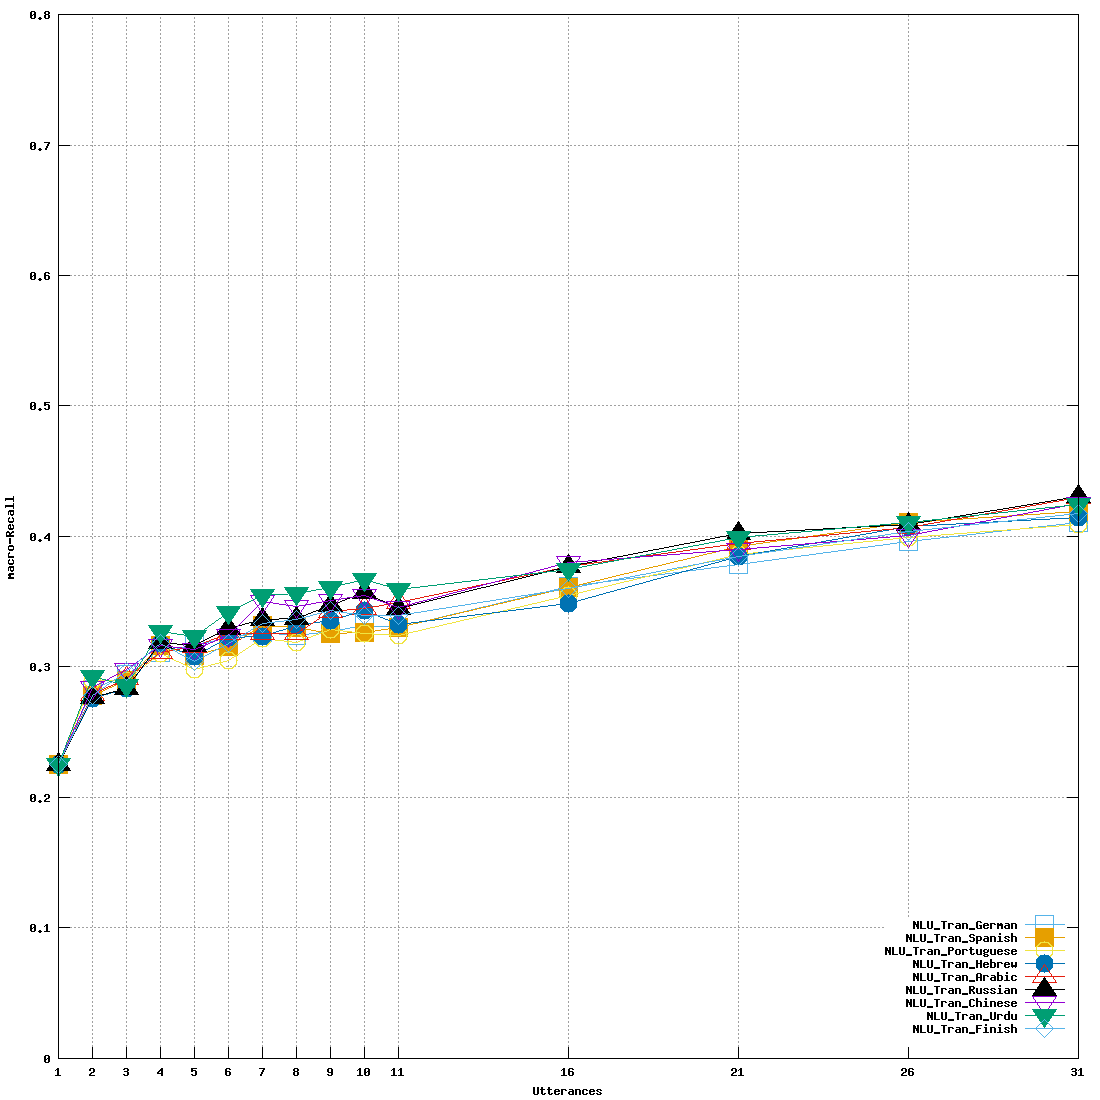 0.8
0.7
0.6
0.5
0.4
0.3
0.2
0.1
0
macro-Recall
NLU_Tran_German
NLU_Tran_Spanish
NLU_Tran_Portuguese
NLU_Tran_Hebrew
NLU_Tran_Arabic
NLU_Tran_Russian
NLU_Tran_Chinese
NLU_Tran_Urdu
NLU_Tran_Finish
1 2 3 4 5 6 7 8 9 10 11 16 21 26 31
Utterances